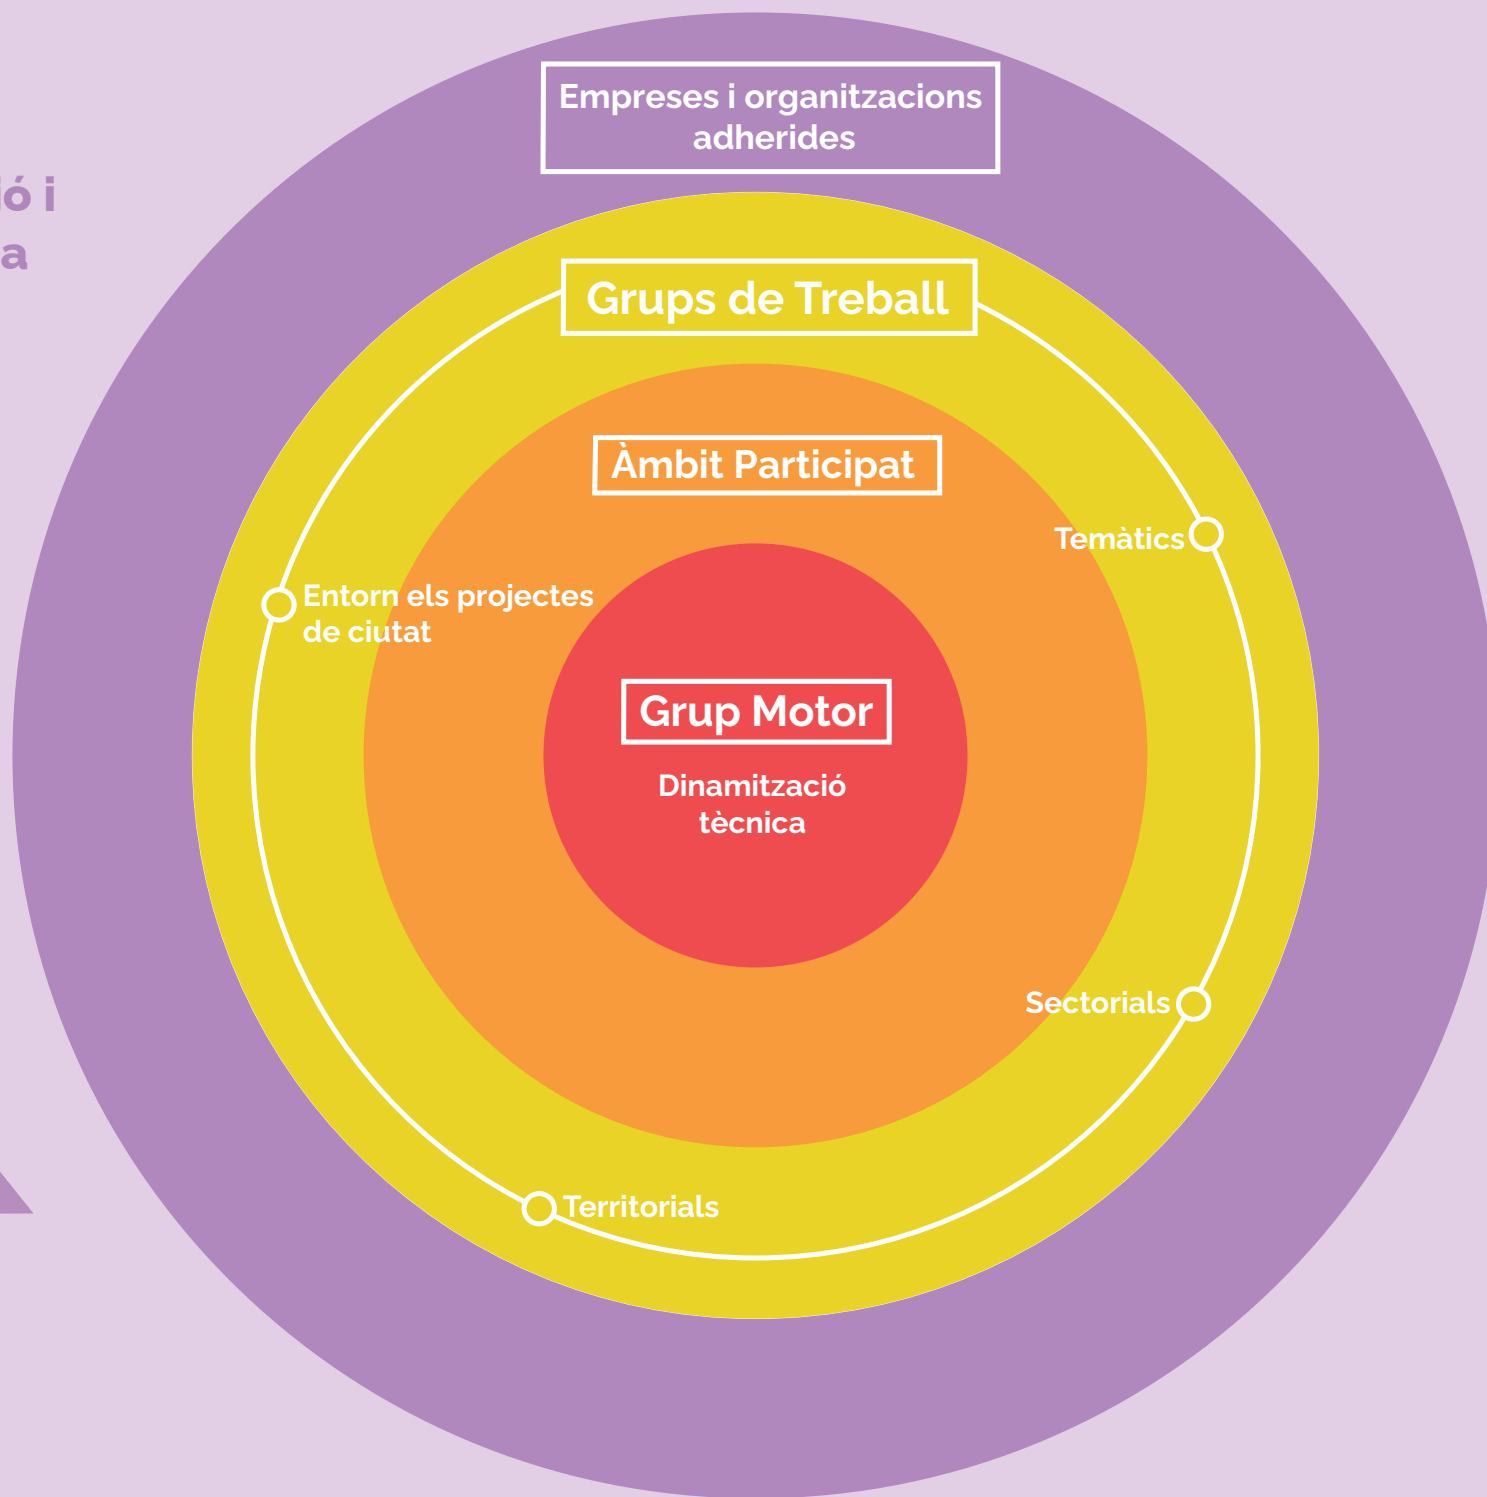 Empreses i organitzacions
adherides
ó i
a
Grups de Treball
Àmbit Participat
Temàtics
Entorn els projectes
de ciutat
Grup Motor
Dinamització
tècnica
Sectorials
Territorials